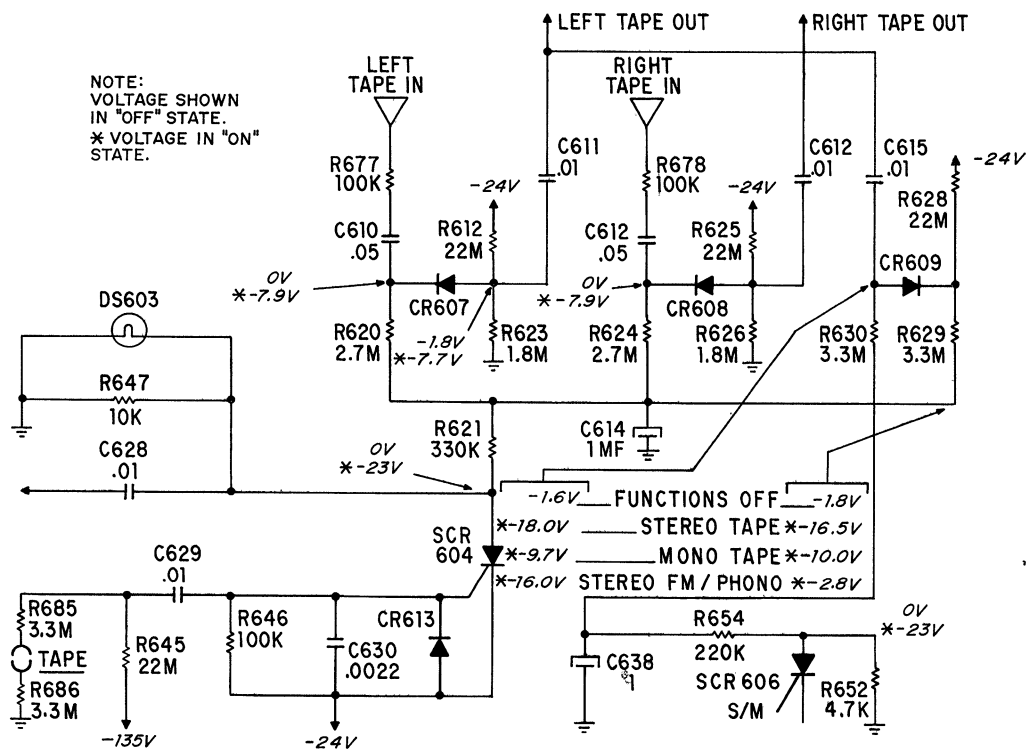 LEFT TAPE OUT
RIGHT TAPE OUT
NOTE:
VOLTAGE SHOWN
IN "OFF" STATE.
* VOLTAGE IN "ON"
STATE.
LEFT
TAPE IN
RIGHT
TAPE IN
R677
100K
C611
.01
R678
100K
C612
.01
C615
.01
-24V
R628
22M
-24V
-24V
C610
.05
R612
22M
C612
.05
R625
22M
CR609
0V
*-7.9V
CR607
0V
*-7.9V
CR608
DS603
R620
2.7M
-1.8V
*-7.7V
R623
1.8M
R624
2.7M
R626
1.8M
R630
3.3M
R629
3.3M
R647
10K
R621
330K
C614
1MF
C628
.01
0V
*-23V
-1.6V FUNCTIONS OFF -1.8V
*-18.0V STEREO TAPE *-16.5V
SCR
604
*-9.7V MONO TAPE *-10.0V
*-16.0V STEREO FM/PHONO *-2.8V
C629
.01
R685
3.3M
TAPE
R686
3.3M
R645
22M
R646
100K
C630
.0022
CR613
C638
R654
220K
0V
*-23V
SCR 606
S/M
R652
4.7K
-135V
-24V